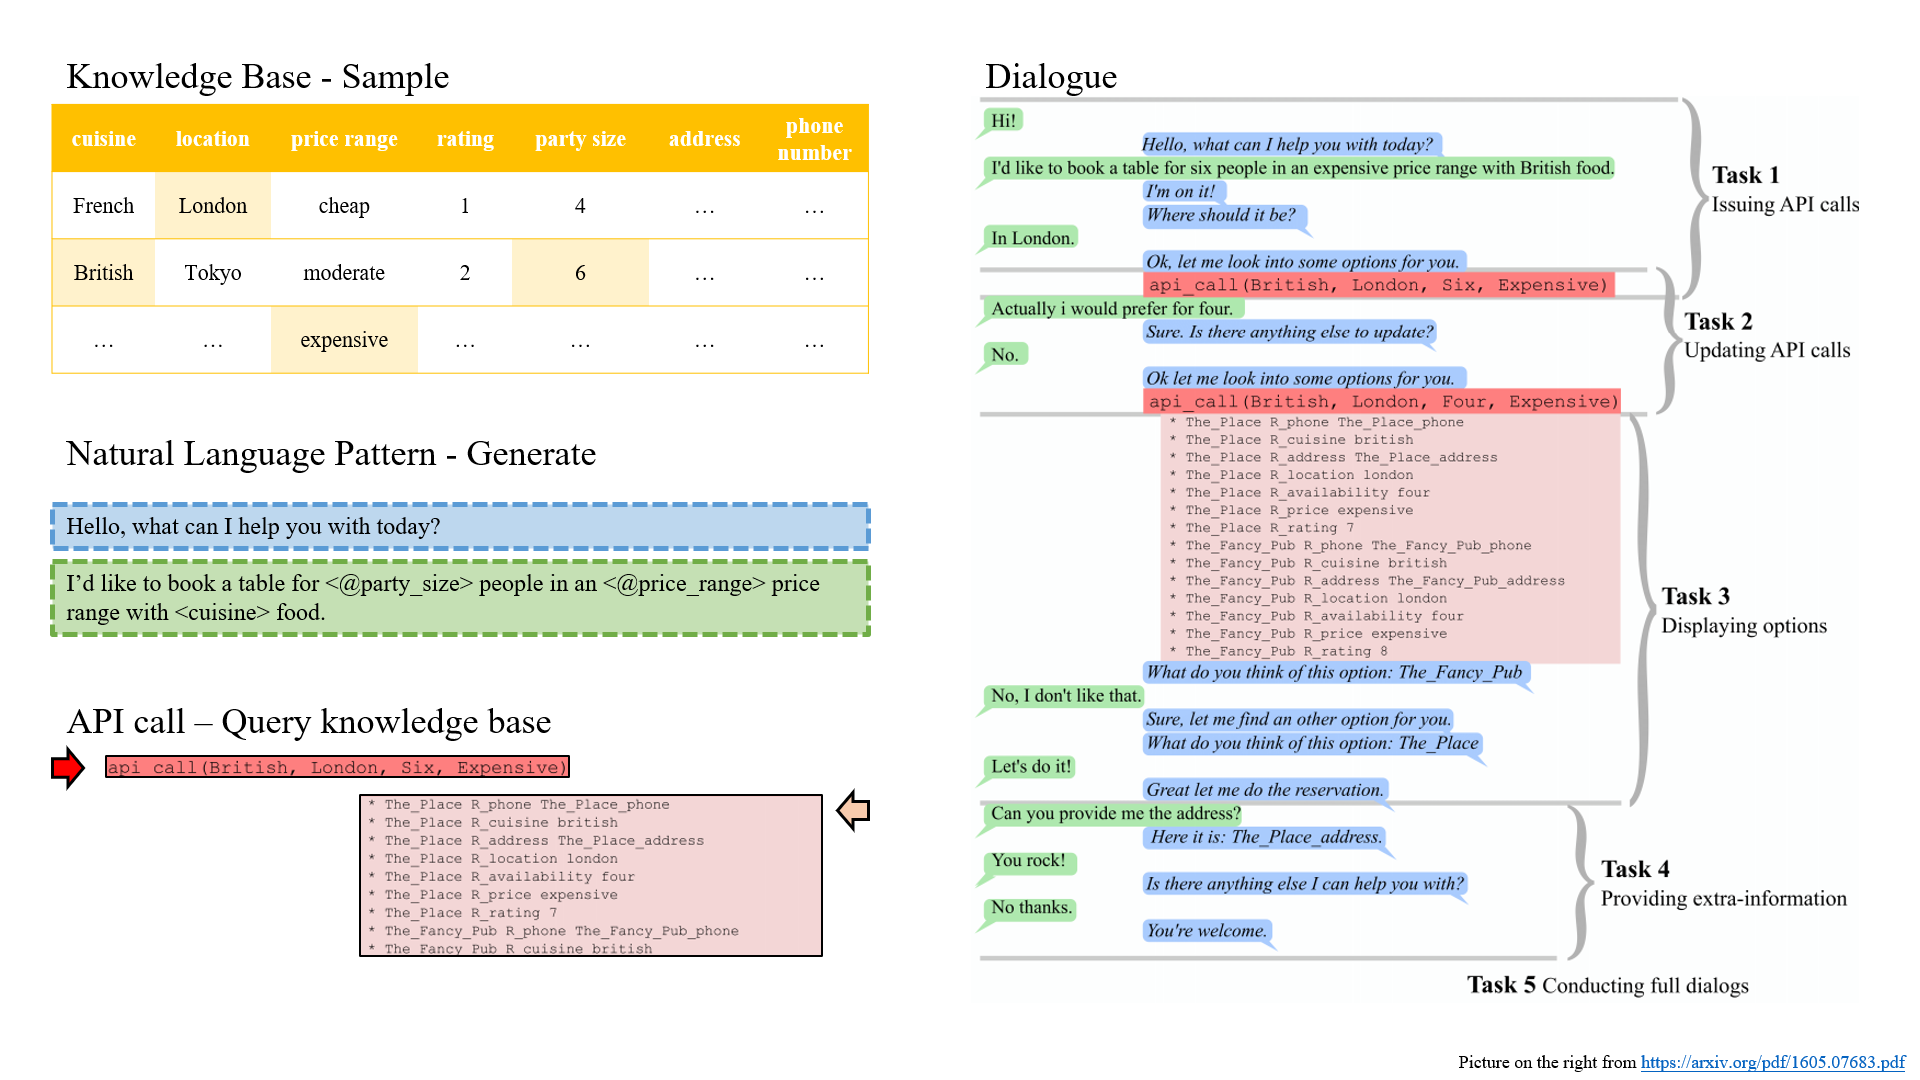 Knowledge Base - Sample
cuisine location price range rating party size address phone number
French London cheap 1 4 … …
British Tokyo moderate 2 6 … …
… … expensive … … … …
Natural Language Pattern - Generate
Hello, what can I help you with today?
I’d like to book a table for <@party_size> people in an <@price_range> price
range with <cuisine> food.
API call – Query knowledge base
api_call(British, London, Six, Expensive)
* The_Place R_phone The_Place_phone
* The_Place R_cuisine british
* The_Place R_address The_Place_address
* The_Place R_location london
* The_Place R_availability four
* The_Place R_price expensive
* The_Place R_rating 7
* The_Fancy_Pub R_phone The_Fancy_Pub_phone
* The_Fancy_Pub R_cuisine british
Dialogue
Hi!
Hello, what can I help you with today?
I'd like to book a table for six people in an expensive price range with British food.
I'm on it!
Where should it be?
In London.
Ok, let me look into some options for you.
api_call(British, London, Six, Expensive)
Task 1
Issuing API calls
Actually i would prefer for four.
Sure. Is there anything else to update?
No.
Ok let me look into some options for you.
api_call(British, London, Four, Expensive)
Task 2
Updating API calls
* The_Place R_phone The_Place_phone
* The_Place R_cuisine british
* The_Place R_address The_Place_address
* The_Place R_location london
* The_Place R_availability four
* The_Place R_price expensive
* The_Place R_rating 7
* The_Fancy_Pub R_phone The_Fancy_Pub_phone
* The_Fancy_Pub R_cuisine british
* The_Fancy_Pub R_address The_Fancy_Pub_address
* The_Fancy_Pub R_location london
* The_Fancy_Pub R_availability four
* The_Fancy_Pub R_price expensive
* The_Fancy_Pub R_rating 8
What do you think of this option: The_Fancy_Pub
No, I don't like that.
Sure, let me find an other option for you.
What do you think of this option: The_Place
Let's do it!
Great let me do the reservation.
Task 3
Displaying options
Can you provide me the address?
Here it is: The_Place_address.
You rock!
Is there anything else I can help you with?
No thanks.
You're welcome.
Task 4
Providing extra-information
Task 5 Conducting full dialogs
Picture on the right from https://arxiv.org/pdf/1605.07683.pdf